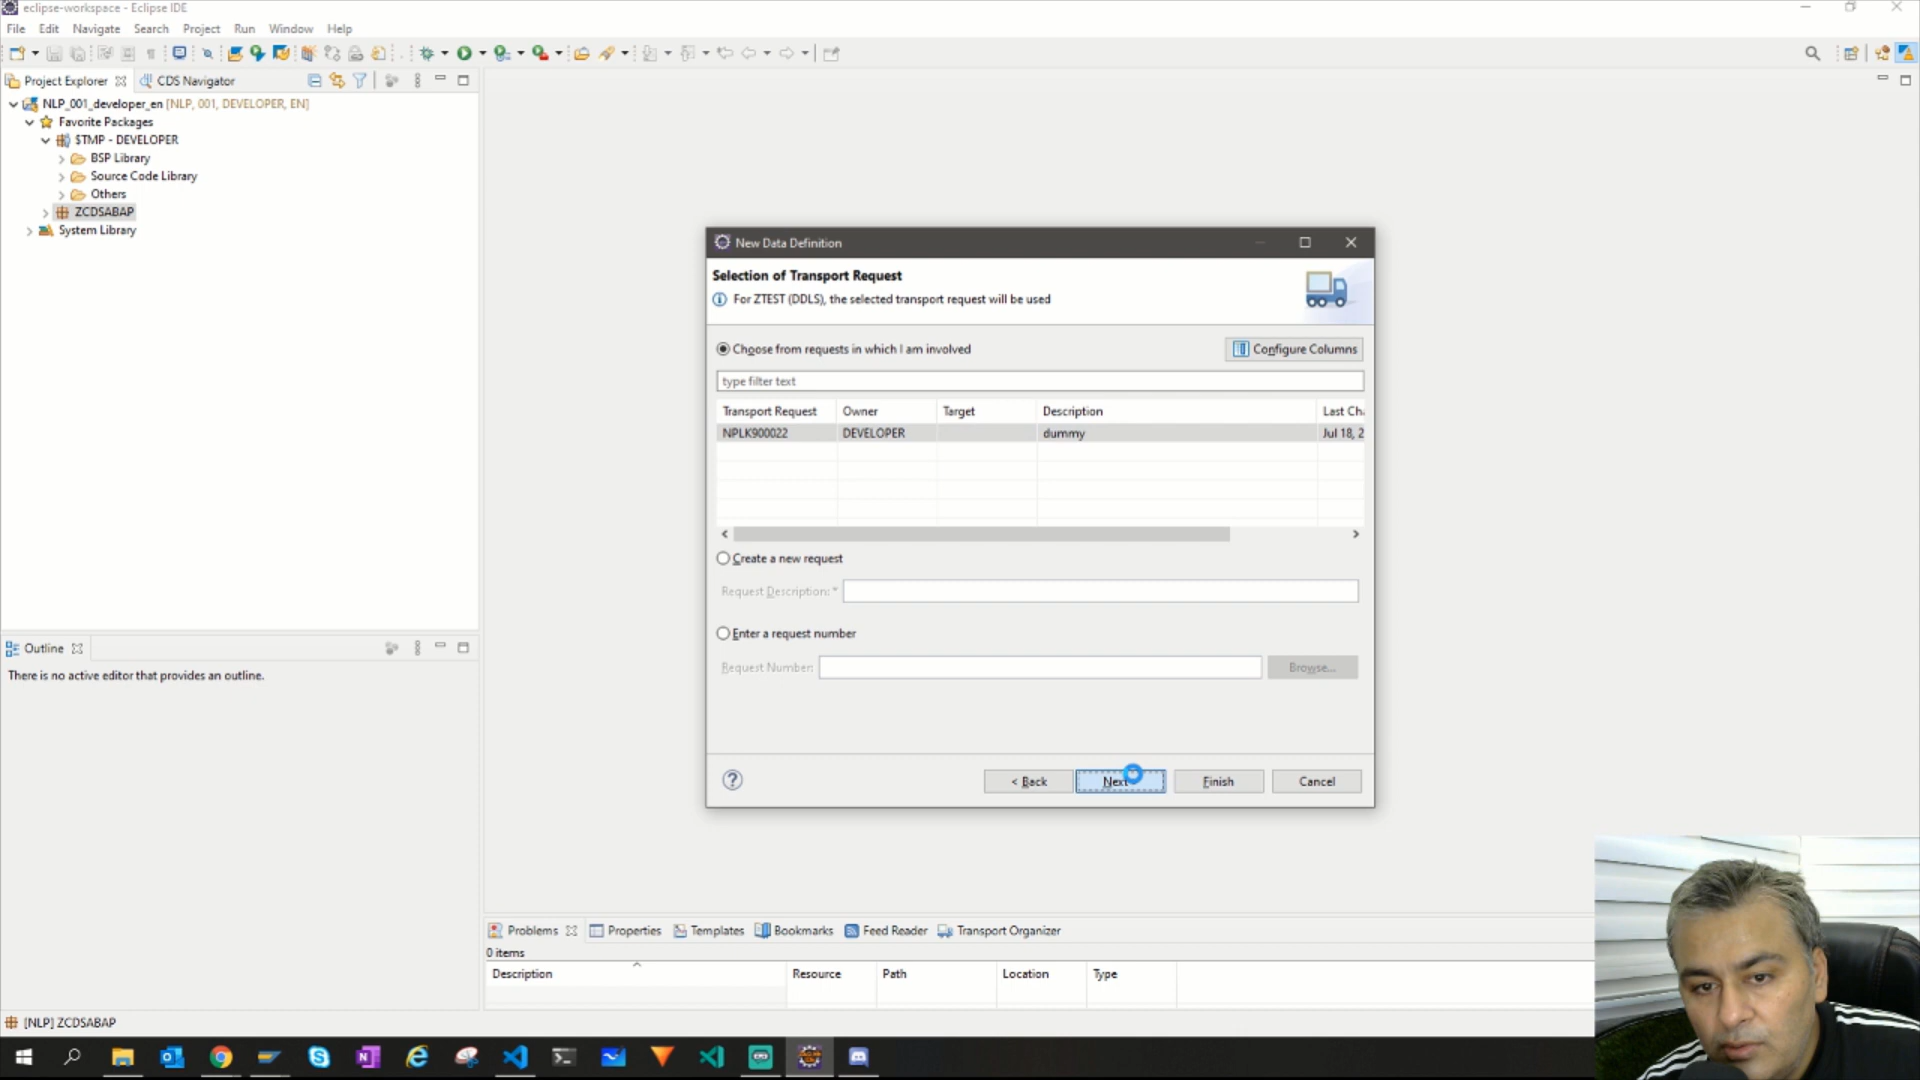 eclipse-workspace - Eclipse IDE
File Edit Navigate Search Project Run Window Help
Project Explorer CDS Navigator
NLP_001_developer_en [NLP, 001, DEVELOPER, EN]
Favorite Packages
$TMP - DEVELOPER
BSP Library
Source Code Library
Others
ZCDSABAP
System Library
New Data Definition
Selection of Transport Request
For ZTEST (DDLS), the selected transport request will be used
Choose from requests in which I am involved Configure Columns
type filter text
Transport Request Owner Target Description Last Cha
NPLK900022 DEVELOPER dummy Jul 18, 2
Create a new request
Request Description:*
Enter a request number
Request Number: Browse...
< Back Next Finish Cancel
Outline
There is no active editor that provides an outline.
Problems Properties Templates Bookmarks Feed Reader Transport Organizer
0 items
Description Resource Path Location Type
[NLP] ZCDSABAP